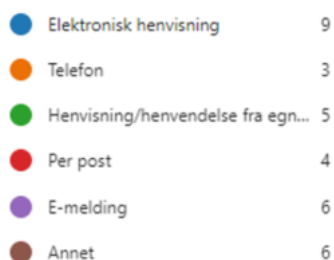 Elektronisk henvisning 9
Telefon 3
Henvisning/henvendelse fra egn... 5
Per post 4
E-melding 6
Annet 6